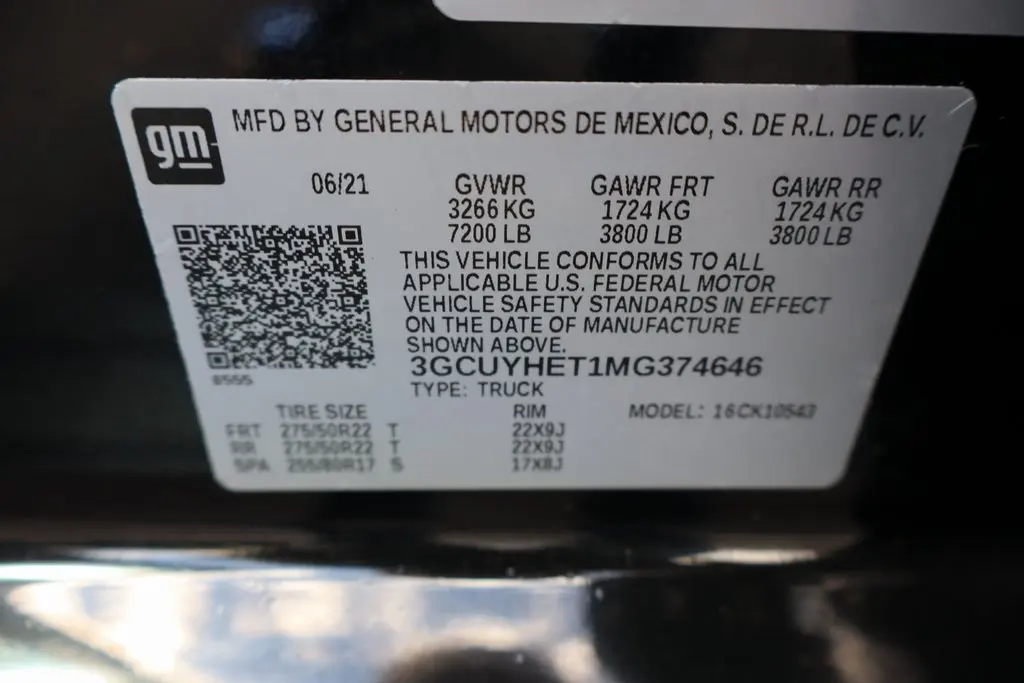 gm
MFD BY GENERAL MOTORS DE MEXICO, S. DE R.L. DE C.V.
06/21 GVWR GAWR FRT GAWR RR
3266 KG 1724 KG 1724 KG
7200 LB 3800 LB 3800 LB
THIS VEHICLE CONFORMS TO ALL
APPLICABLE U.S. FEDERAL MOTOR
VEHICLE SAFETY STANDARDS IN EFFECT
ON THE DATE OF MANUFACTURE
SHOWN ABOVE.
3GCUYHET1MG374646
8555
TYPE: TRUCK
TIRE SIZE RIM MODEL: 16CK10543
FRT 275/50R22 T 22X9J
RR 275/50R22 T 22X9J
SPA 255/80R17 S 17X8J